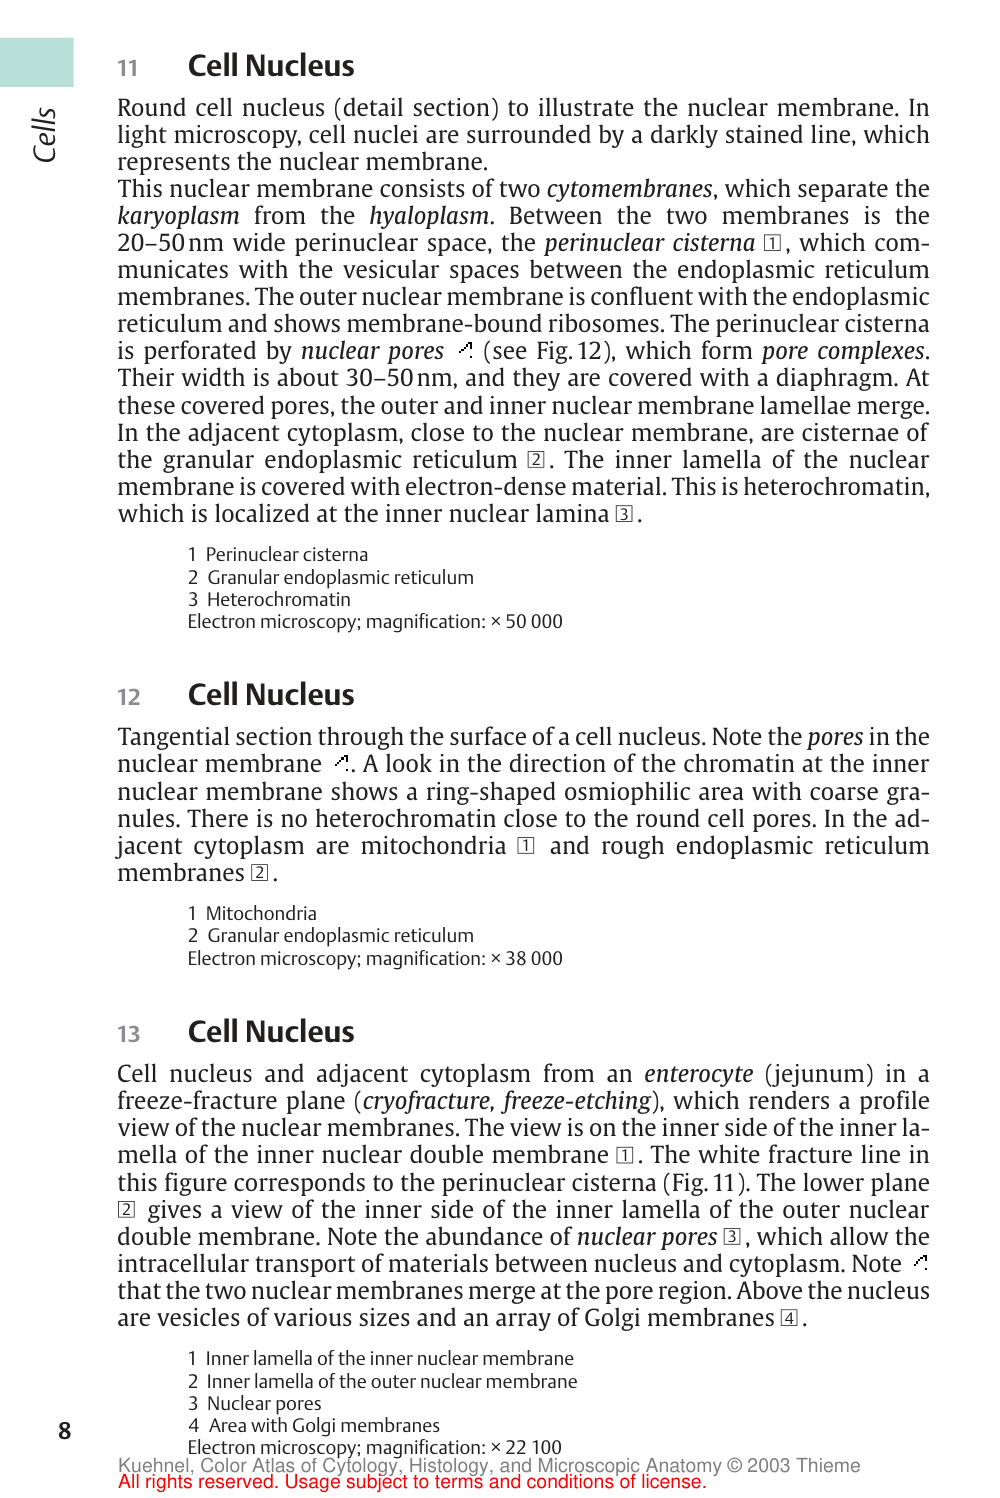 Cells
11 Cell Nucleus
Round cell nucleus (detail section) to illustrate the nuclear membrane. In
light microscopy, cell nuclei are surrounded by a darkly stained line, which
represents the nuclear membrane.
This nuclear membrane consists of two cytomembranes, which separate the
karyoplasm from the hyaloplasm. Between the two membranes is the
20–50 nm wide perinuclear space, the perinuclear cisterna 1, which com-
municates with the vesicular spaces between the endoplasmic reticulum
membranes. The outer nuclear membrane is confluent with the endoplasmic
reticulum and shows membrane-bound ribosomes. The perinuclear cisterna
is perforated by nuclear pores (see Fig. 12), which form pore complexes.
Their width is about 30–50 nm, and they are covered with a diaphragm. At
these covered pores, the outer and inner nuclear membrane lamellae merge.
In the adjacent cytoplasm, close to the nuclear membrane, are cisternae of
the granular endoplasmic reticulum 2. The inner lamella of the nuclear
membrane is covered with electron-dense material. This is heterochromatin,
which is localized at the inner nuclear lamina 3.
1 Perinuclear cisterna
2 Granular endoplasmic reticulum
3 Heterochromatin
Electron microscopy; magnification: × 50 000
12 Cell Nucleus
Tangential section through the surface of a cell nucleus. Note the pores in the
nuclear membrane . A look in the direction of the chromatin at the inner
nuclear membrane shows a ring-shaped osmiophilic area with coarse gra-
nules. There is no heterochromatin close to the round cell pores. In the ad-
jacent cytoplasm are mitochondria 1 and rough endoplasmic reticulum
membranes 2.
1 Mitochondria
2 Granular endoplasmic reticulum
Electron microscopy; magnification: × 38 000
13 Cell Nucleus
Cell nucleus and adjacent cytoplasm from an enterocyte (jejunum) in a
freeze-fracture plane (cryofracture, freeze-etching), which renders a profile
view of the nuclear membranes. The view is on the inner side of the inner la-
mella of the inner nuclear double membrane 1. The white fracture line in
this figure corresponds to the perinuclear cisterna (Fig. 11). The lower plane
2 gives a view of the inner side of the inner lamella of the outer nuclear
double membrane. Note the abundance of nuclear pores 3, which allow the
intracellular transport of materials between nucleus and cytoplasm. Note
that the two nuclear membranes merge at the pore region. Above the nucleus
are vesicles of various sizes and an array of Golgi membranes 4.
1 Inner lamella of the inner nuclear membrane
2 Inner lamella of the outer nuclear membrane
3 Nuclear pores
4 Area with Golgi membranes
Electron microscopy; magnification: × 22 100
8
Kuehnel, Color Atlas of Cytology, Histology, and Microscopic Anatomy © 2003 Thieme
All rights reserved. Usage subject to terms and conditions of license.